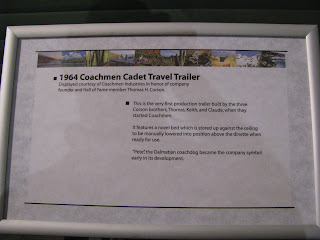 1964 Coachmen Cadet Travel Trailer
Displayed courtesy of Coachmen Industries in honor of company
founder and Hall of Fame member Thomas H. Corson.
This is the very first production trailer built by the three
Corson brothers, Thomas, Keith, and Claude, when they
started Coachmen.
It features a novel bed which is stored up against the ceiling
to be manually lowered into position above the dinette when
ready for use.
"Pete", the Dalmatian coachdog became the company symbol
early in its development.